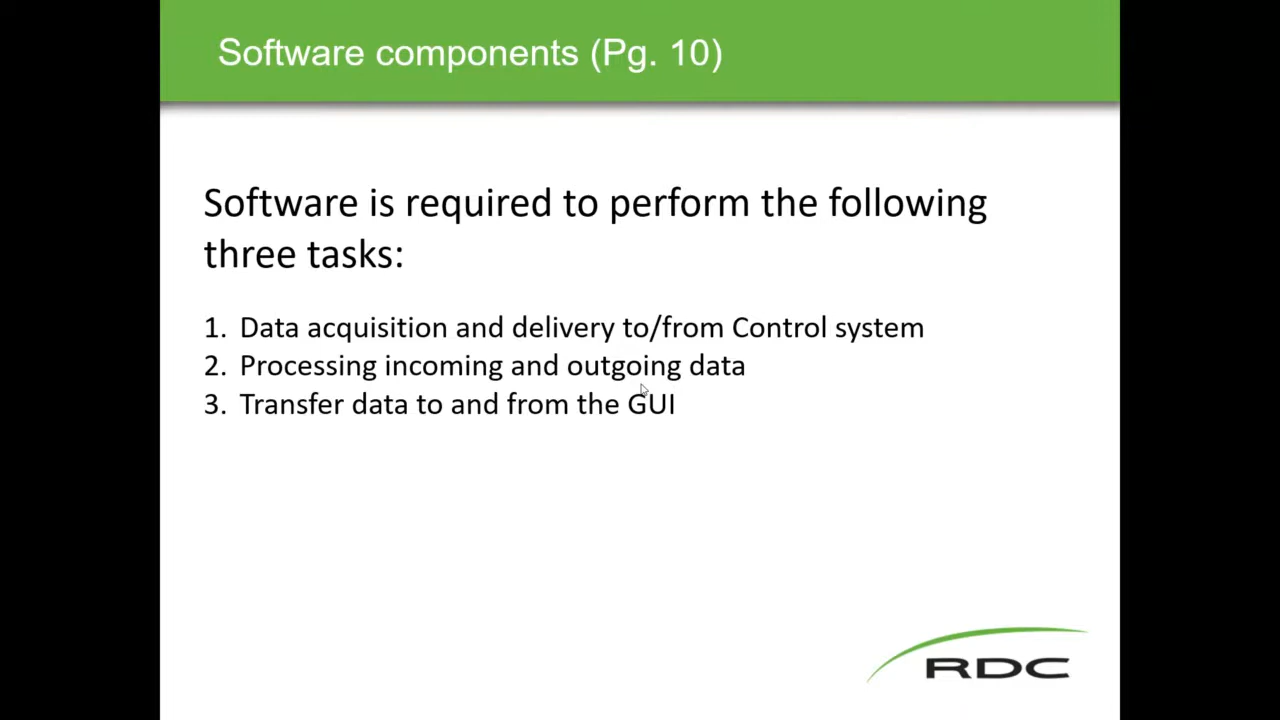 Software components (Pg. 10)
Software is required to perform the following
three tasks:
1. Data acquisition and delivery to/from Control system
2. Processing incoming and outgoing data
3. Transfer data to and from the GUI
RDC